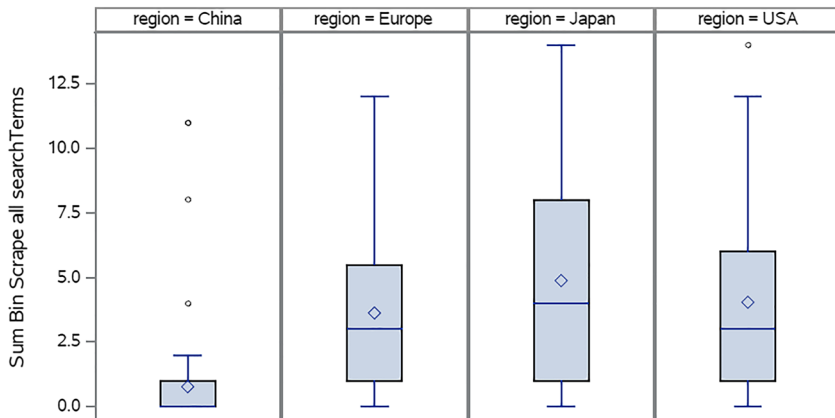 region = China
region = Europe
region = Japan
region = USA
Sum Bin Scrape all searchTerms
12.5
10.0
7.5
5.0
2.5
0.0